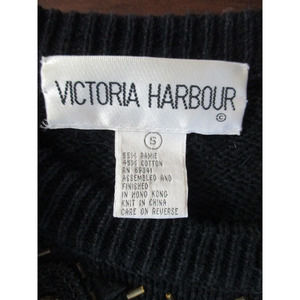 VICTORIA HARBOUR
©
S
55% RAMIE
45% COTTON
RN 69341
ASSEMBLED AND
FINISHED
IN HONG KONG
KNIT IN CHINA
CARE ON REVERSE